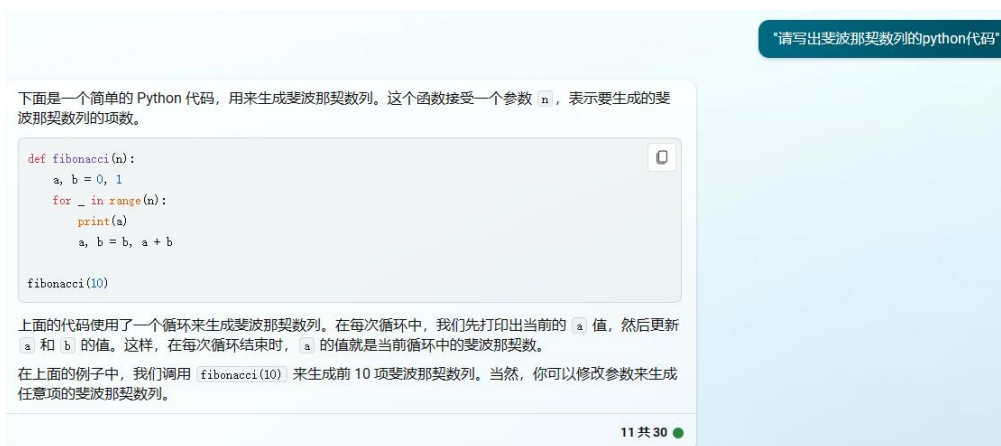 "请写出斐波那契数列的python代码"
下面是一个简单的 Python 代码，用来生成斐波那契数列。这个函数接受一个参数 n ，表示要生成的斐
波那契数列的项数。
def fibonacci(n):
    a, b = 0, 1
    for _ in range(n):
        print(a)
        a, b = b, a + b
fibonacci(10)
上面的代码使用了一个循环来生成斐波那契数列。在每次循环中，我们先打印出当前的 a 值，然后更新
a 和 b 的值。这样，在每次循环结束时， a 的值就是当前循环中的斐波那契数。
在上面的例子中，我们调用 fibonacci(10) 来生成前 10 项斐波那契数列。当然，你可以修改参数来生成
任意项的斐波那契数列。
11 共 30